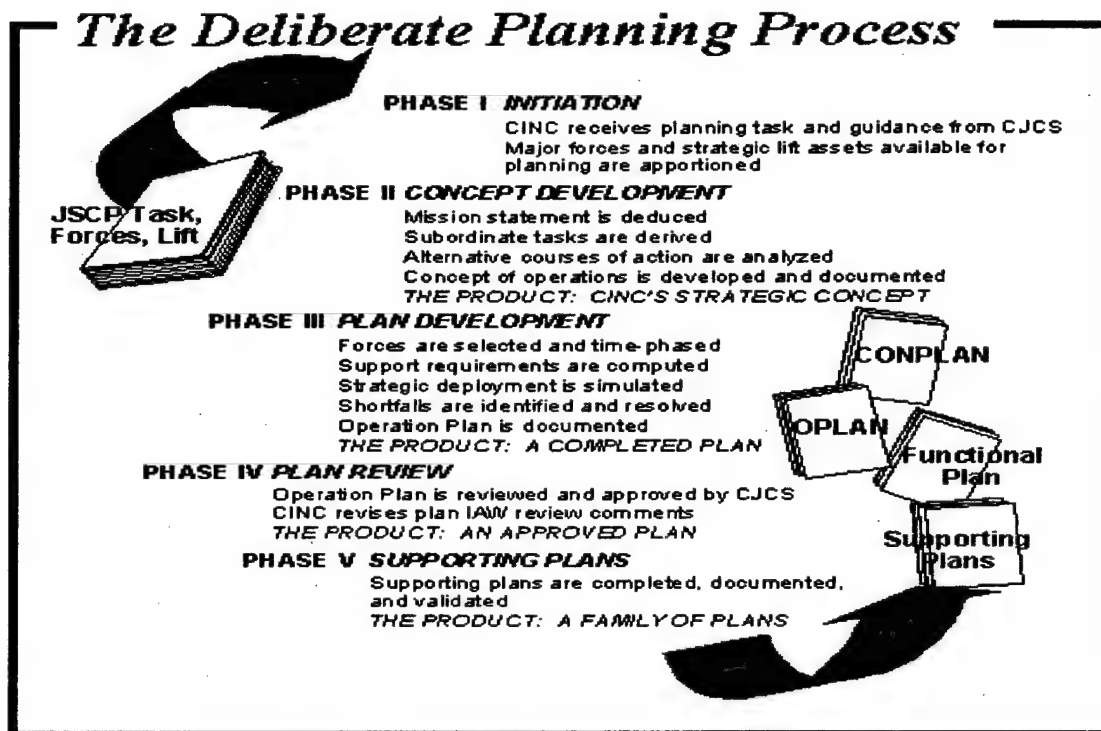 The Deliberate Planning Process
PHASE I INITIATION
CINC receives planning task and guidance from CJCS
Major forces and strategic lift assets available for
planning are apportioned
JSCP Task,
Forces, Lift
PHASE II CONCEPT DEVELOPMENT
Mission statement is deduced
Subordinate tasks are derived
Alternative courses of action are analyzed
Concept of operations is developed and documented
THE PRODUCT: CINC'S STRATEGIC CONCEPT
PHASE III PLAN DEVELOPMENT
Forces are selected and time-phased
Support requirements are computed
Strategic deployment is simulated
Shortfalls are identified and resolved
Operation Plan is documented
THE PRODUCT: A COMPLETED PLAN
CONPLAN
OPLAN
Functional
Plan
Supporting
Plans
PHASE IV PLAN REVIEW
Operation Plan is reviewed and approved by CJCS
CINC revises plan IAW review comments
THE PRODUCT: AN APPROVED PLAN
PHASE V SUPPORTING PLANS
Supporting plans are completed, documented,
and validated
THE PRODUCT: A FAMILY OF PLANS